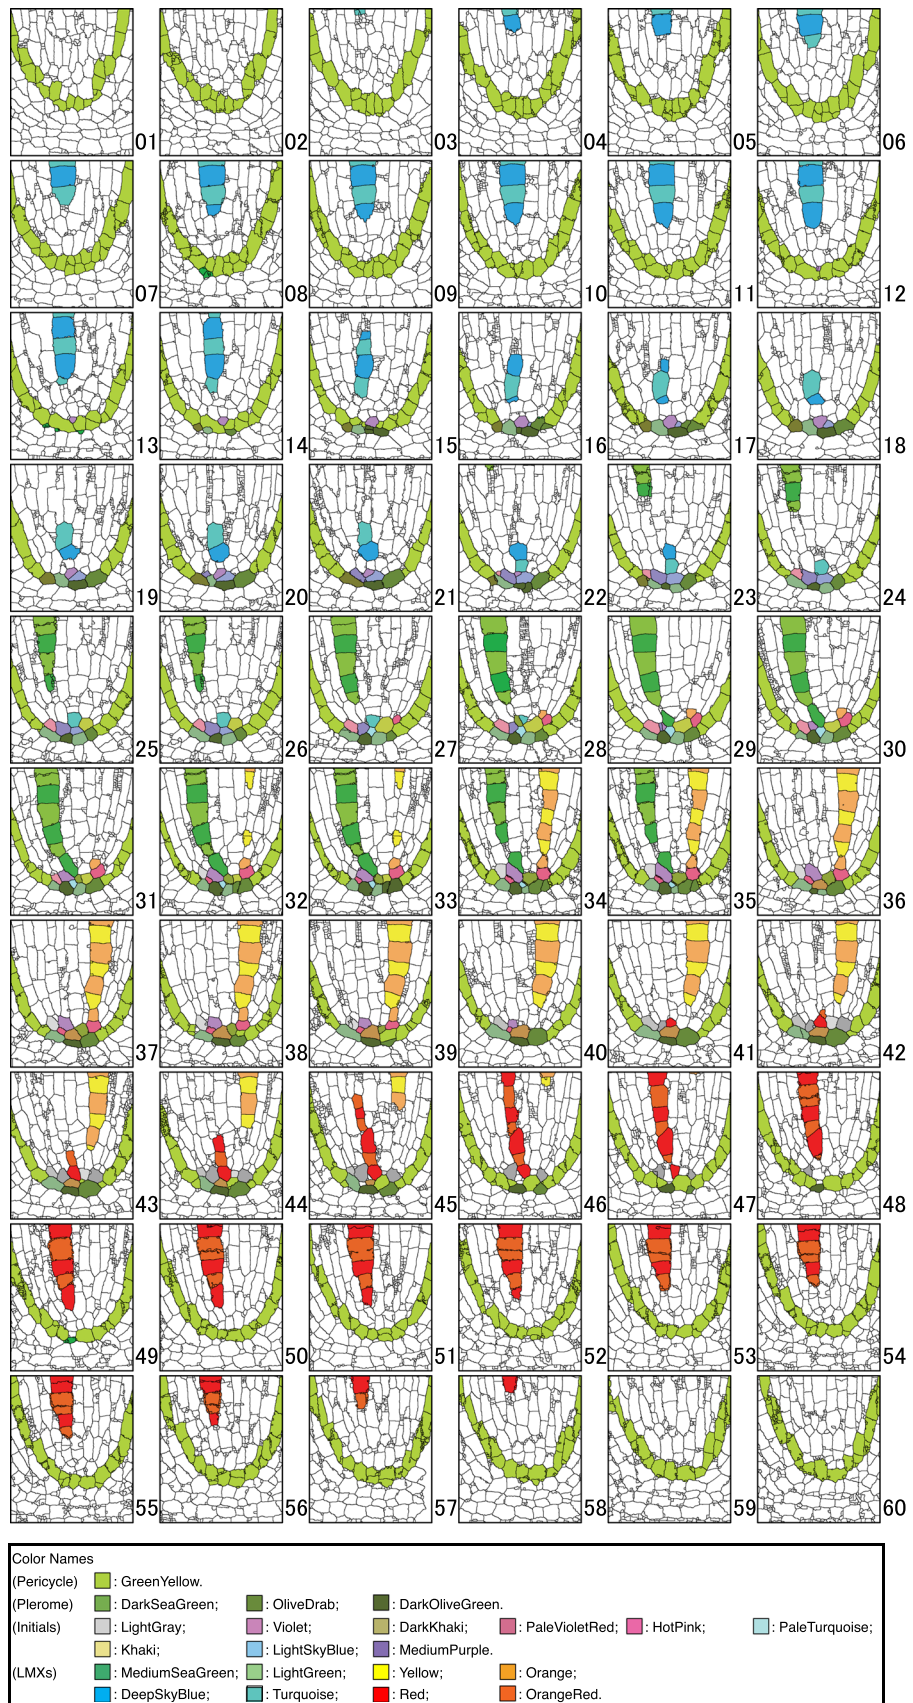 01 02 03 04 05 06
07 08 09 10 11 12
13 14 15 16 17 18
19 20 21 22 23 24
25 26 27 28 29 30
31 32 33 34 35 36
37 38 39 40 41 42
43 44 45 46 47 48
49 50 51 52 53 54
55 56 57 58 59 60
Color Names
(Pericycle) : GreenYellow.
(Plerome) : DarkSeaGreen; : OliveDrab; : DarkOliveGreen.
(Initials) : LightGray; : Violet; : DarkKhaki; : PaleVioletRed; : HotPink; : PaleTurquoise;
: Khaki; : LightSkyBlue; : MediumPurple.
(LMXs) : MediumSeaGreen; : LightGreen; : Yellow; : Orange;
: DeepSkyBlue; : Turquoise; : Red; : OrangeRed.